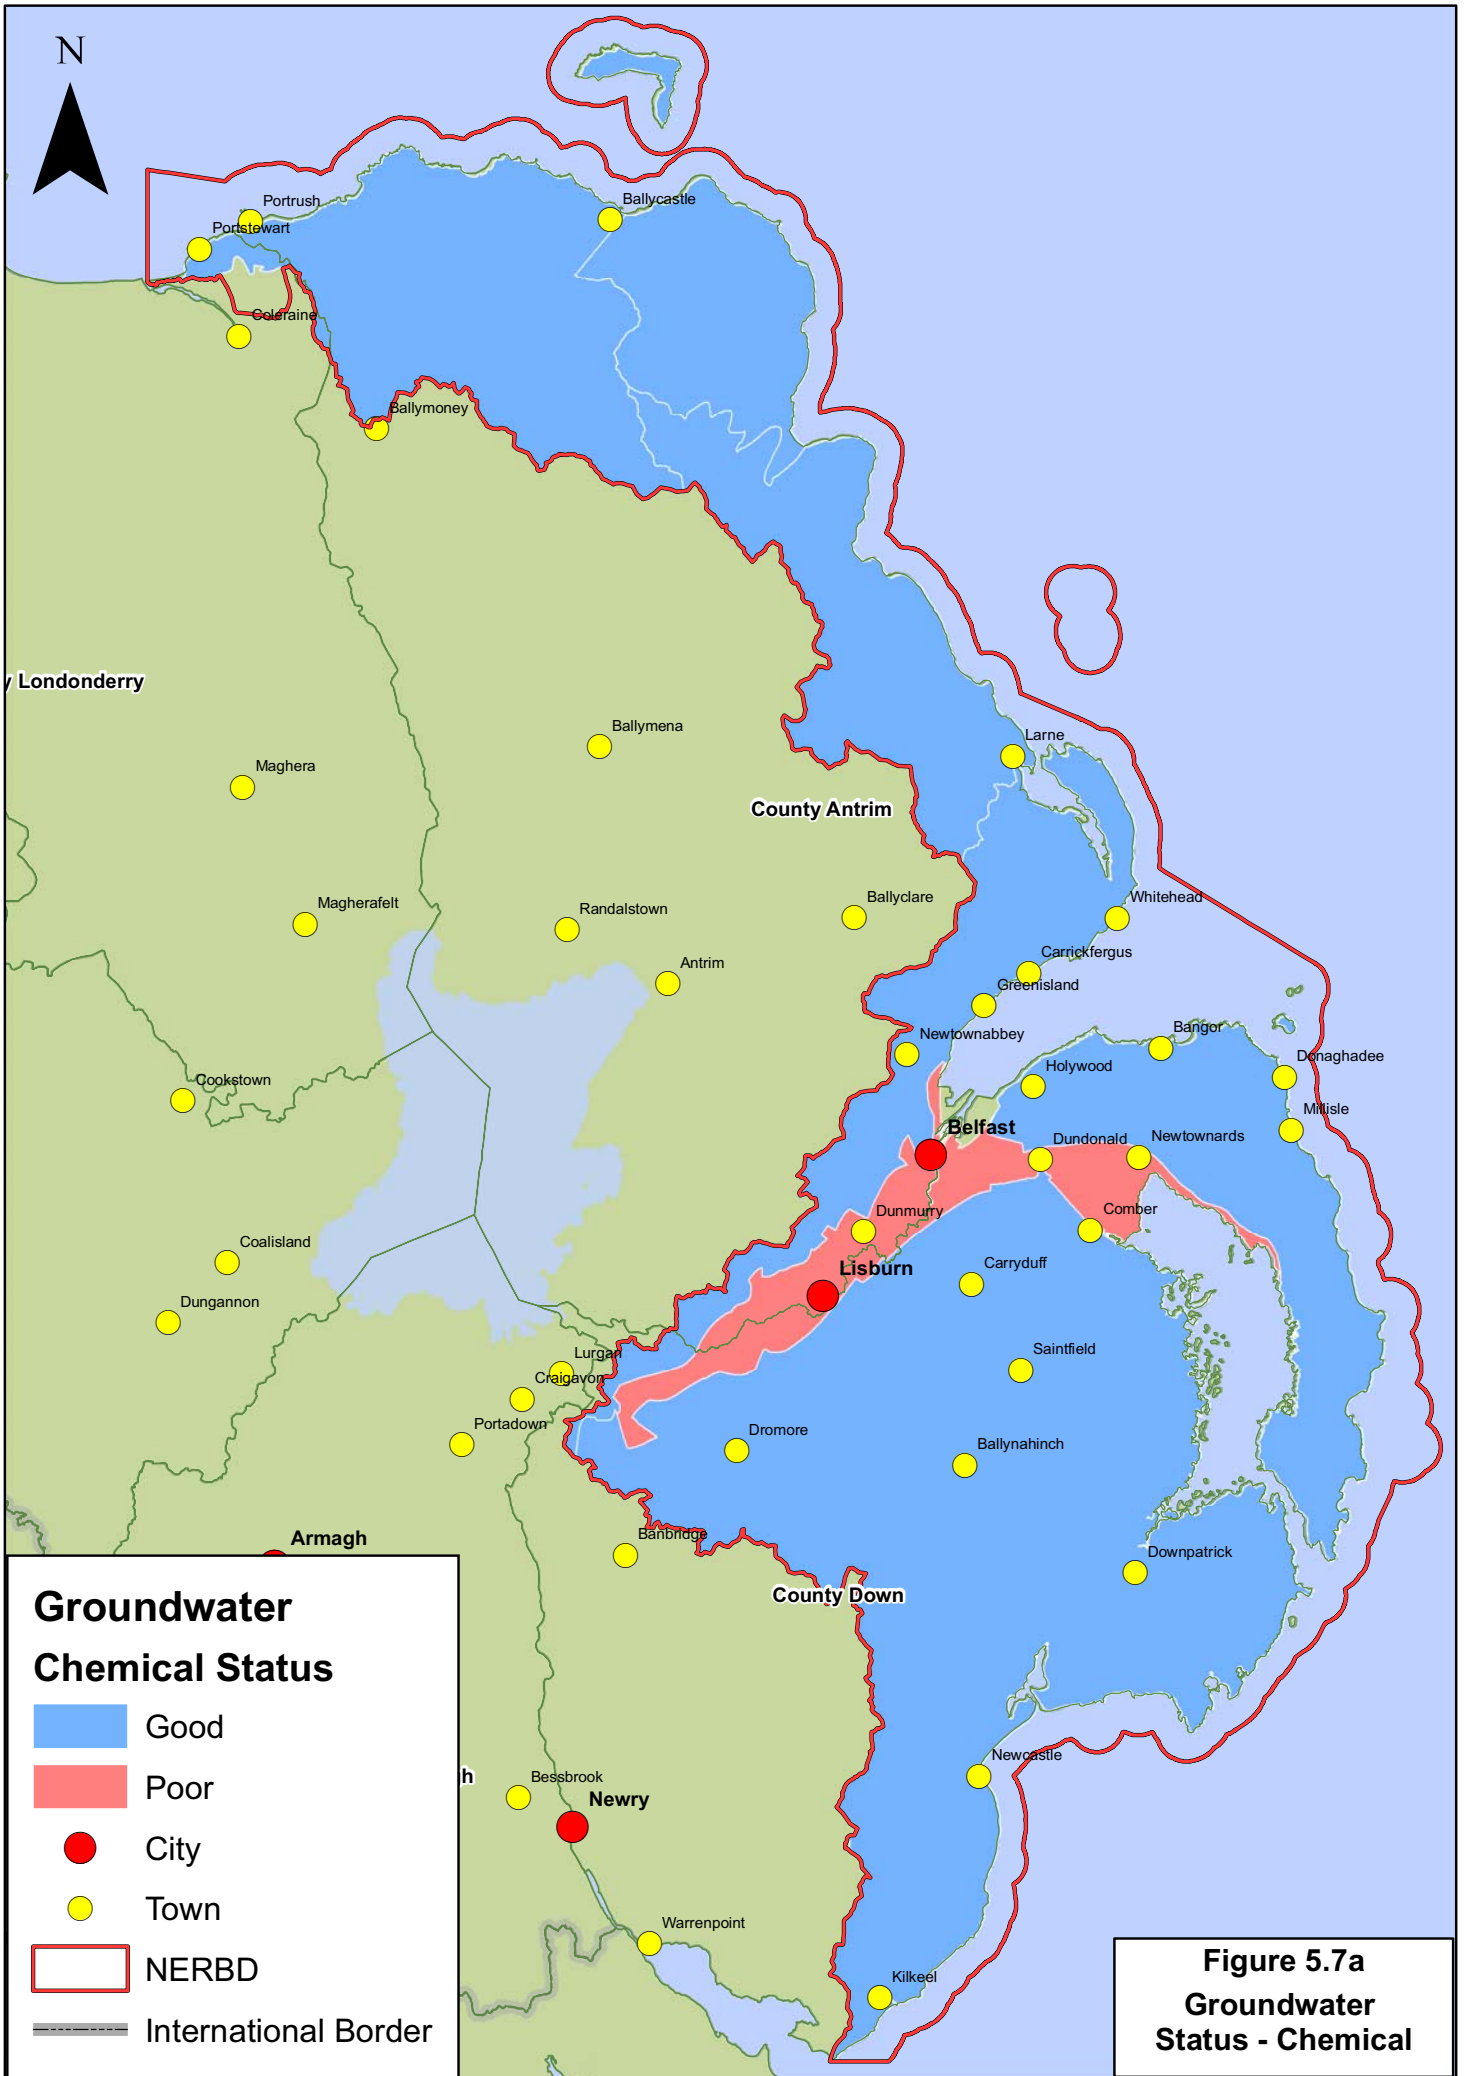 N
Portrush
Ballycastle
Portstewart
Coleraine
Ballymoney
y Londonderry
Ballymena
Larne
Maghera
County Antrim
Magherafelt
Randalstown
Ballyclare
Whitehead
Antrim
Carrickfergus
Greenisland
Newtownabbey
Bangor
Donaghadee
Holywood
Cookstown
Millisle
Belfast
Dundonald
Newtownards
Dunmurry
Comber
Coalisland
Lisburn
Carryduff
Dungannon
Lurgan
Saintfield
Craigavon
Portadown
Dromore
Ballynahinch
Armagh
Banbridge
Downpatrick
County Down
Newcastle
h
Bessbrook
Newry
Warrenpoint
Kilkeel
Groundwater
Chemical Status
Good
Poor
City
Town
NERBD
International Border
Figure 5.7a
Groundwater
Status - Chemical